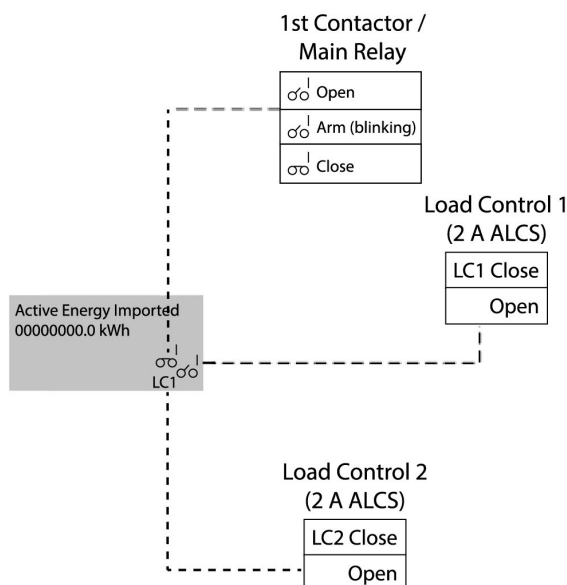 1st Contactor /
Main Relay
Open
Arm (blinking)
Close
Load Control 1
(2 A ALCS)
LC1 Close
Open
Active Energy Imported
00000000.0 kWh
LC1
Load Control 2
(2 A ALCS)
LC2 Close
Open